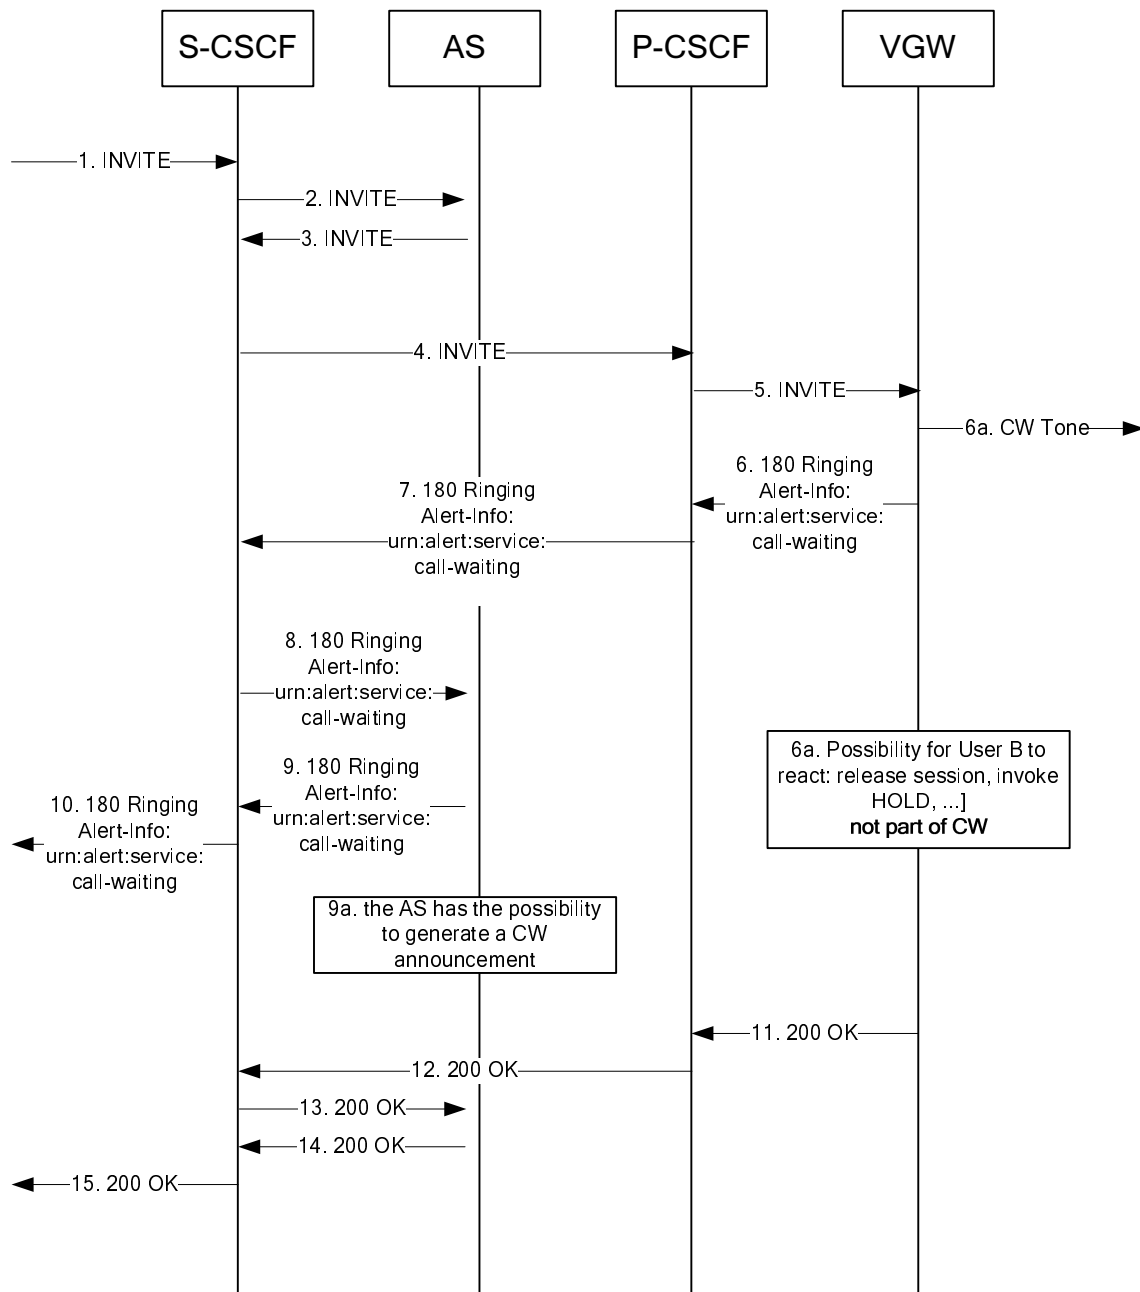 S-CSCF
AS
P-CSCF
VGW
1. INVITE
2. INVITE
3. INVITE
4. INVITE
5. INVITE
6a. CW Tone
6. 180 Ringing
Alert-Info:
urn:alert:service:
call-waiting
7. 180 Ringing
Alert-Info:
urn:alert:service:
call-waiting
8. 180 Ringing
Alert-Info:
urn:alert:service:
call-waiting
6a. Possibility for User B to
react: release session, invoke
HOLD, ...]
not part of CW
9. 180 Ringing
Alert-Info:
urn:alert:service:
call-waiting
10. 180 Ringing
Alert-Info:
urn:alert:service:
call-waiting
9a. the AS has the possibility
to generate a CW
announcement
11. 200 OK
12. 200 OK
13. 200 OK
14. 200 OK
15. 200 OK